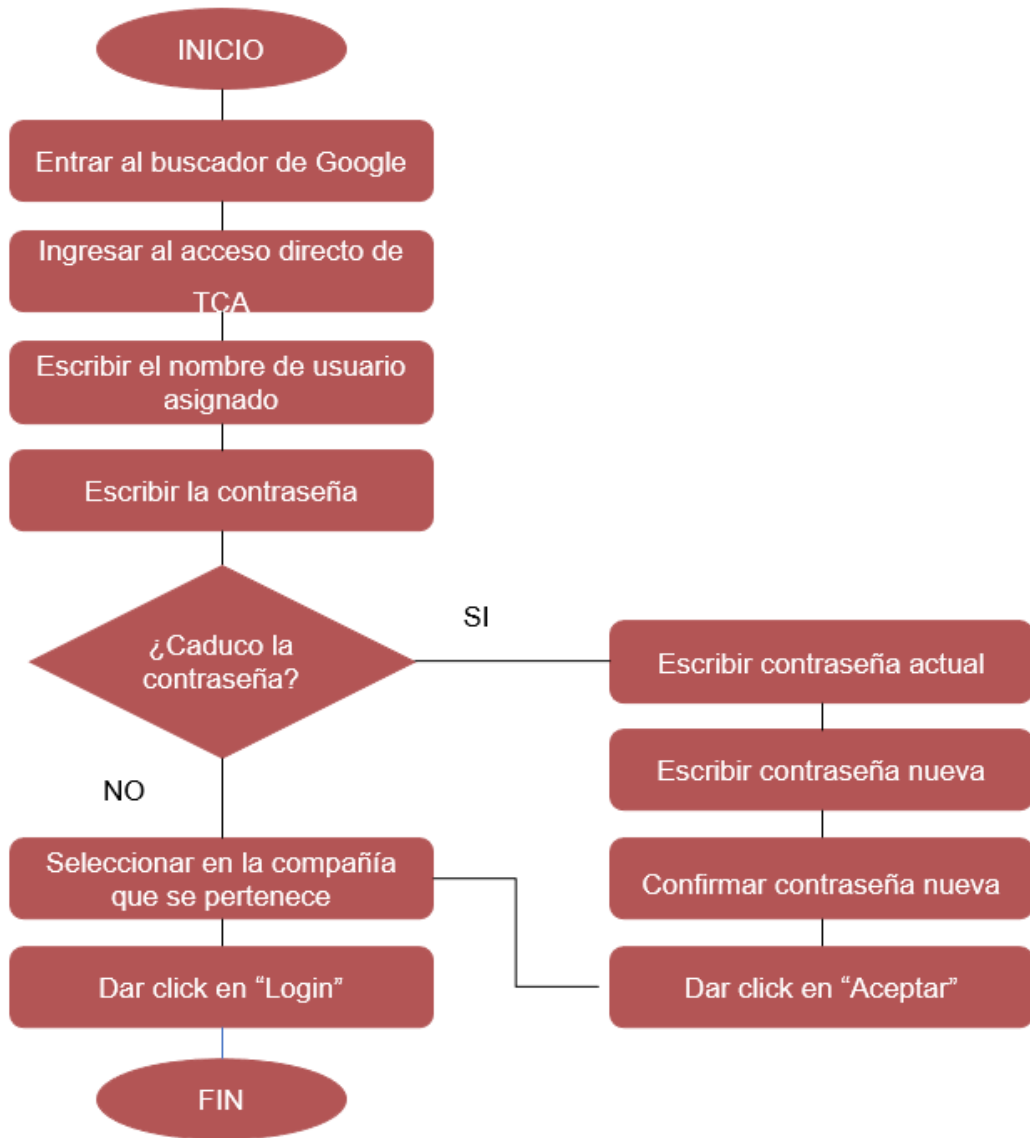 INICIO
Entrar al buscador de Google
Ingresar al acceso directo de
TCA
Escribir el nombre de usuario
asignado
Escribir la contraseña
¿Caduco la
contraseña?
SI
Escribir contraseña actual
Escribir contraseña nueva
Confirmar contraseña nueva
Dar click en “Aceptar”
NO
Seleccionar en la compañía
que se pertenece
Dar click en “Login”
FIN